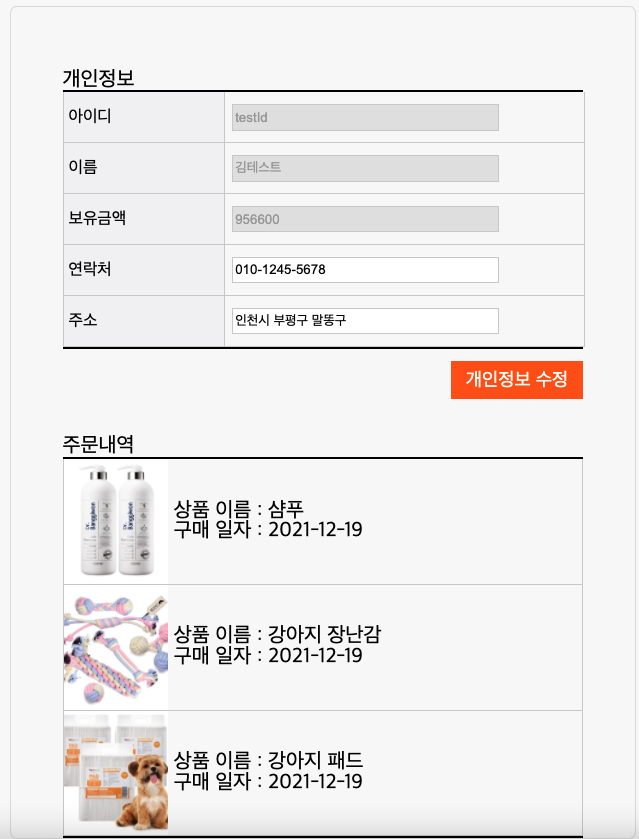 개인정보
아이디
testId
이름
김테스트
보유금액
956600
연락처
010-1245-5678
주소
인천시 부평구 말똥구
개인정보 수정
주문내역
상품 이름 : 샴푸
구매 일자 : 2021-12-19
상품 이름 : 강아지 장난감
구매 일자 : 2021-12-19
상품 이름 : 강아지 패드
구매 일자 : 2021-12-19